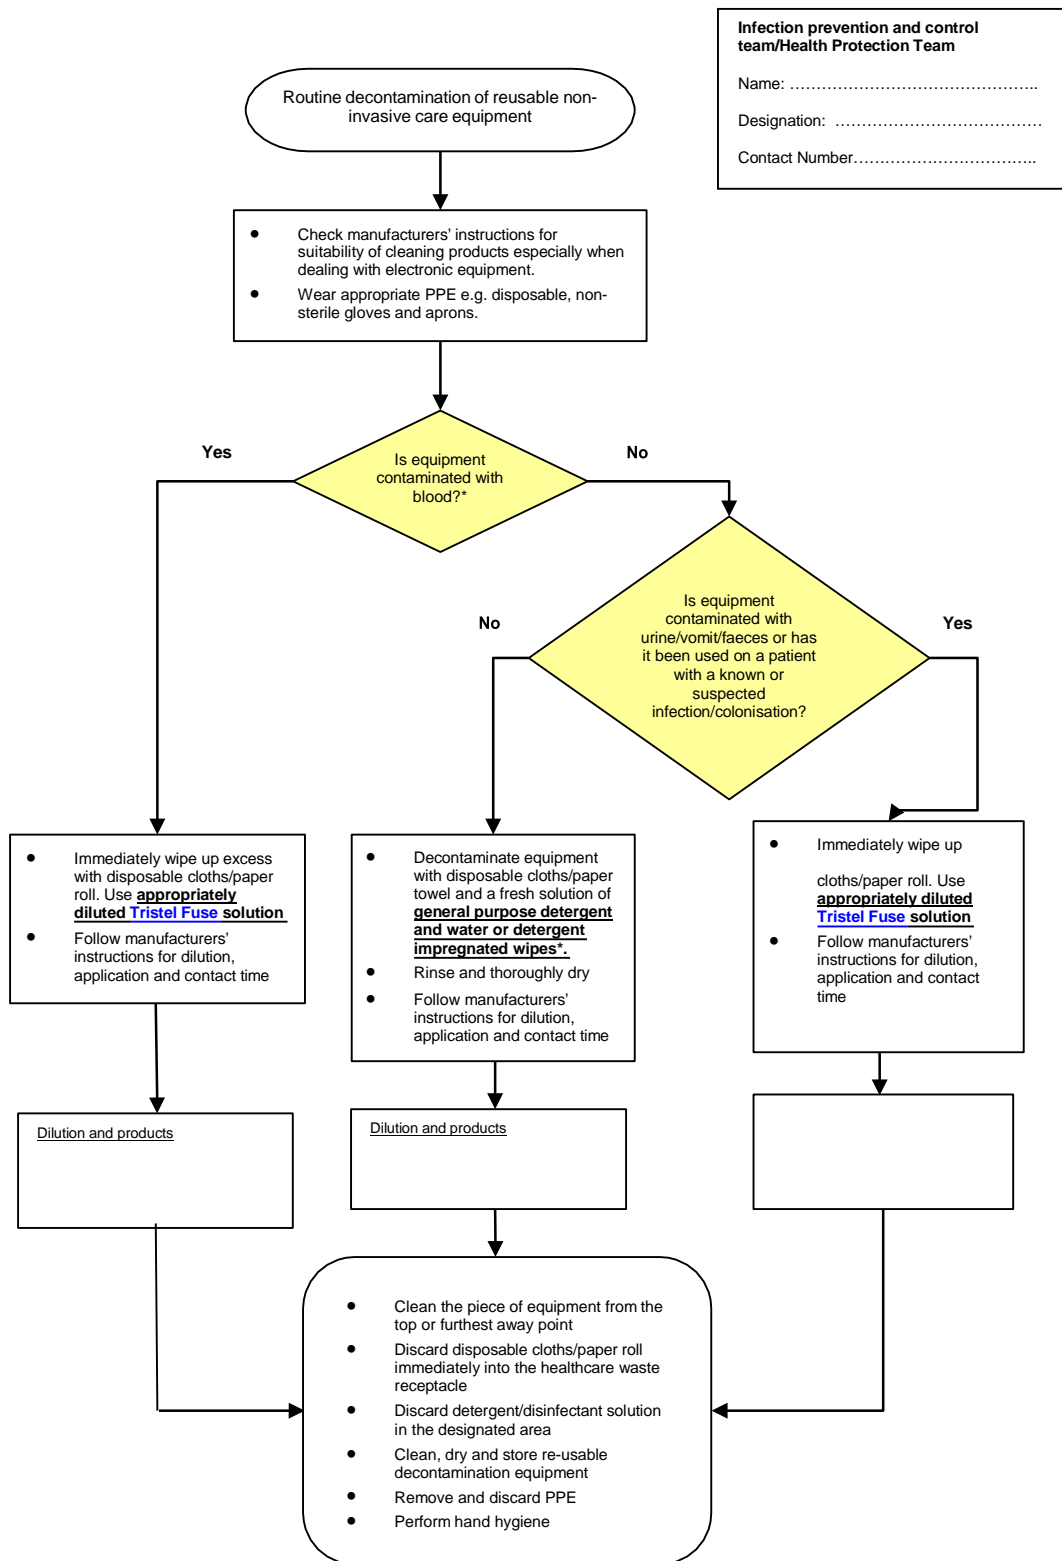 Infection prevention and control
team/Health Protection Team
Name: ………………………………………..
Designation: …………………………………
Contact Number……………………………..
Routine decontamination of reusable non-
invasive care equipment
• Check manufacturers’ instructions for
suitability of cleaning products especially when
dealing with electronic equipment.
• Wear appropriate PPE e.g. disposable, non-
sterile gloves and aprons.
Yes
Is equipment
contaminated with
blood?*
No
No
Is equipment
contaminated with
urine/vomit/faeces or has
it been used on a patient
with a known or
suspected
infection/colonisation?
Yes
• Immediately wipe up excess
with disposable cloths/paper
roll. Use appropriately
diluted Tristel Fuse solution
• Follow manufacturers’
instructions for dilution,
application and contact time
• Decontaminate equipment
with disposable cloths/paper
towel and a fresh solution of
general purpose detergent
and water or detergent
impregnated wipes*.
• Rinse and thoroughly dry
• Follow manufacturers’
instructions for dilution,
application and contact time
• Immediately wipe up
cloths/paper roll. Use
appropriately diluted
Tristel Fuse solution
• Follow manufacturers’
instructions for dilution,
application and contact
time
Dilution and products
Dilution and products
• Clean the piece of equipment from the
top or furthest away point
• Discard disposable cloths/paper roll
immediately into the healthcare waste
receptacle
• Discard detergent/disinfectant solution
in the designated area
• Clean, dry and store re-usable
decontamination equipment
• Remove and discard PPE
• Perform hand hygiene